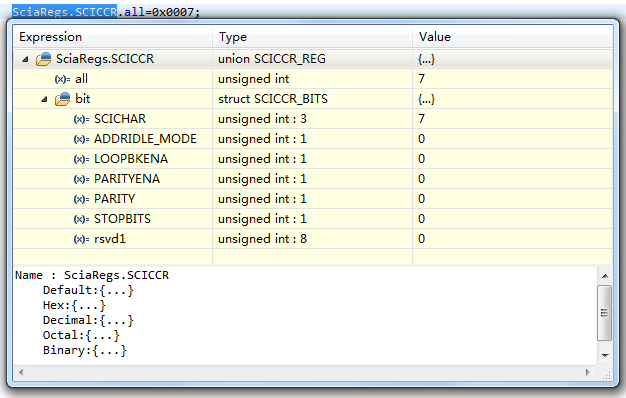 SciaRegs.SCICCR.all=0x0007;
Expression Type Value
SciaRegs.SCICCR union SCICCR_REG {...}
(x)= all unsigned int 7
bit struct SCICCR_BITS {...}
(x)= SCICHAR unsigned int : 3 7
(x)= ADDRIDLE_MODE unsigned int : 1 0
(x)= LOOPBKENA unsigned int : 1 0
(x)= PARITYENA unsigned int : 1 0
(x)= PARITY unsigned int : 1 0
(x)= STOPBITS unsigned int : 1 0
(x)= rsvd1 unsigned int : 8 0
Name : SciaRegs.SCICCR
Default:{...}
Hex:{...}
Decimal:{...}
Octal:{...}
Binary:{...}